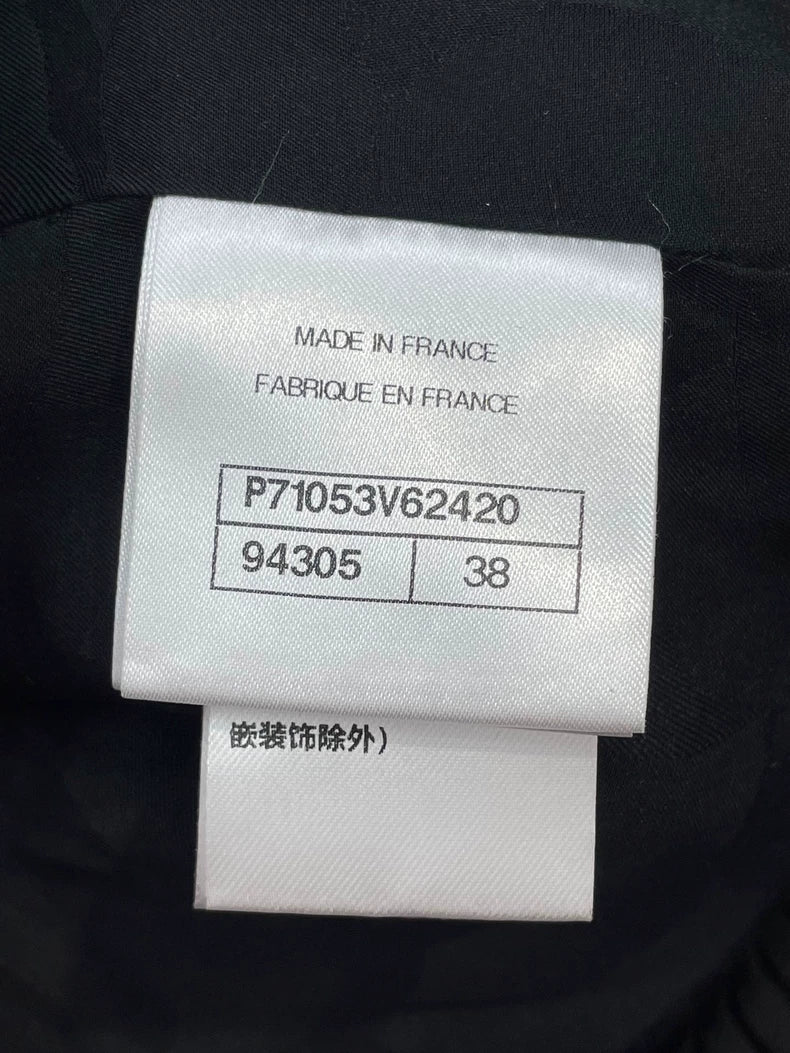 MADE IN FRANCE
FABRIQUE EN FRANCE
P71053V62420
94305 38
嵌装饰除外)